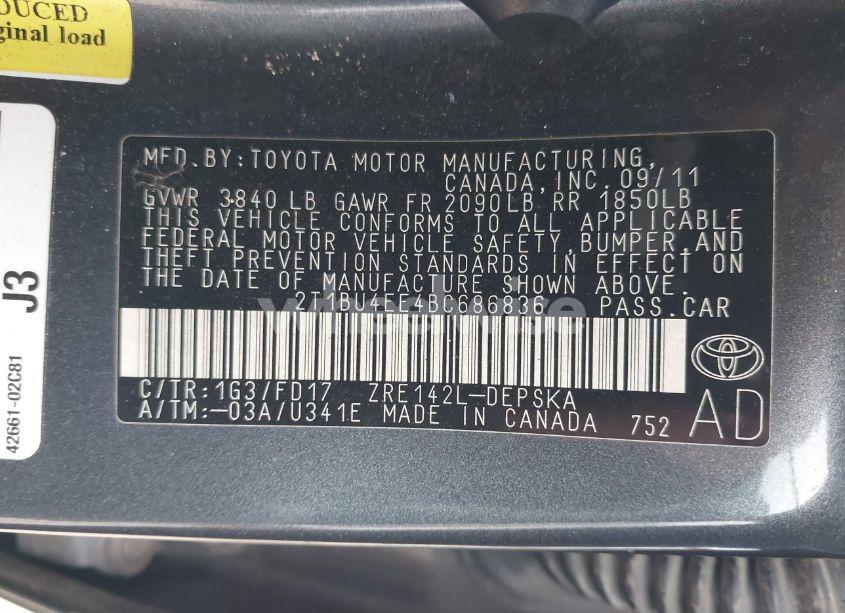 DUCED
ginal load
J3
42661-02C81
MFD.BY:TOYOTA MOTOR MANUFACTURING,
CANADA,INC.09/11
GVWR 3840 LB GAWR FR 2090LB RR 1850LB
THIS VEHICLE CONFORMS TO ALL APPLICABLE
FEDERAL MOTOR VEHICLE SAFETY,BUMPER,AND
THEFT PREVENTION STANDARDS IN EFFECT ON
THE DATE OF MANUFACTURE SHOWN ABOVE.
2T1BU4EE4BC686836 PASS.CAR
C/TR:1G3/FD17 ZRE142L-DEPSKA
A/TM:-03A/U341E MADE IN CANADA 752 AD